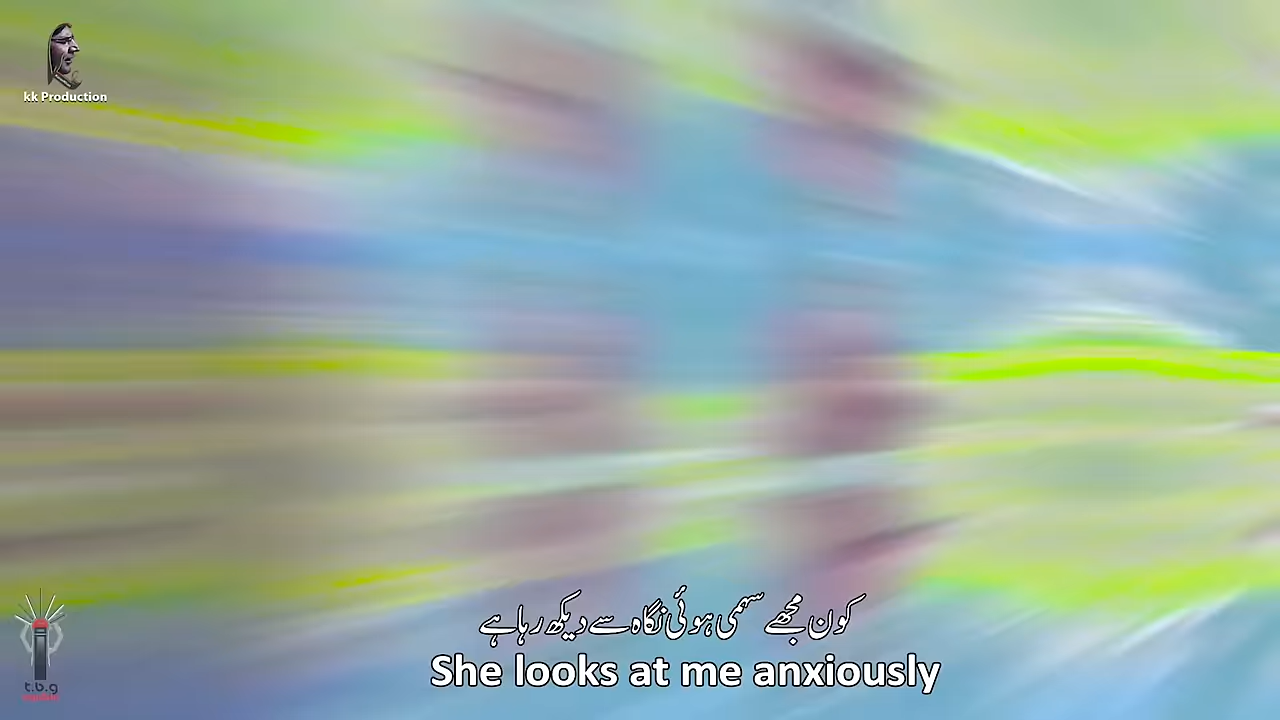 kk Production
کون مجھے سہمی ہوئی نگاہ سے دیکھ رہا ہے
She looks at me anxiously
t.b.g